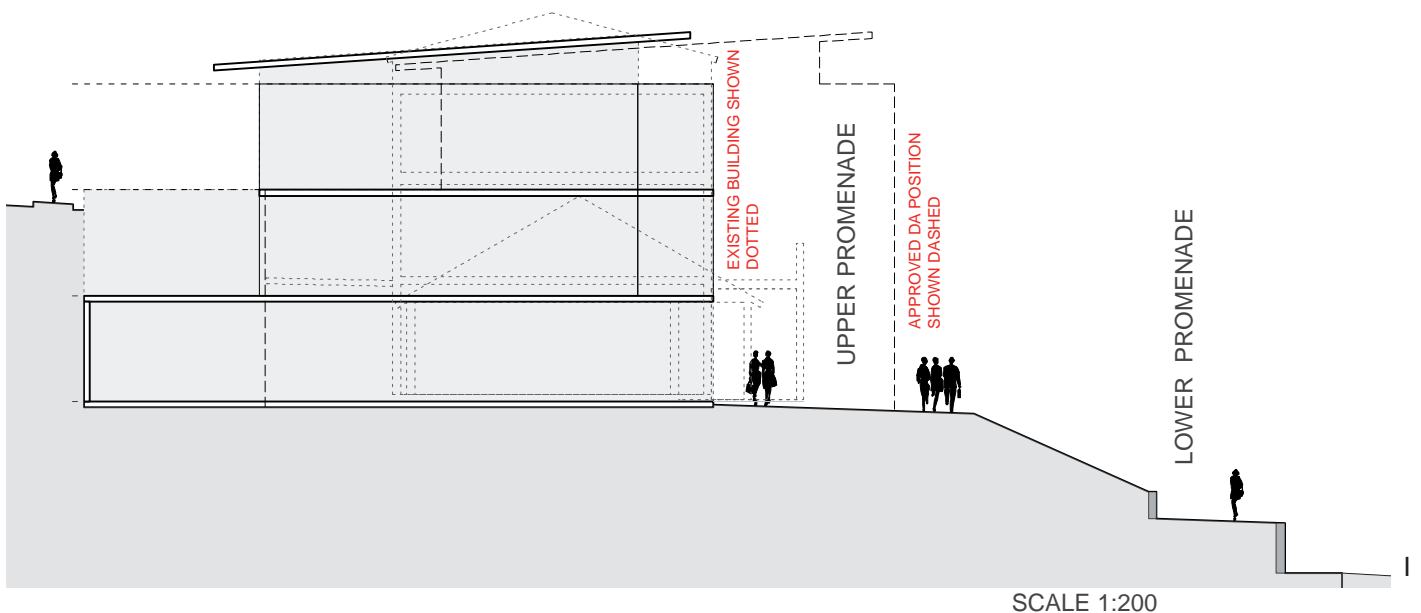 EXISTING BUILDING SHOWN
DOTTED
UPPER PROMENADE
APPROVED DA POSITION
SHOWN DASHED
LOWER PROMENADE
SCALE 1:200